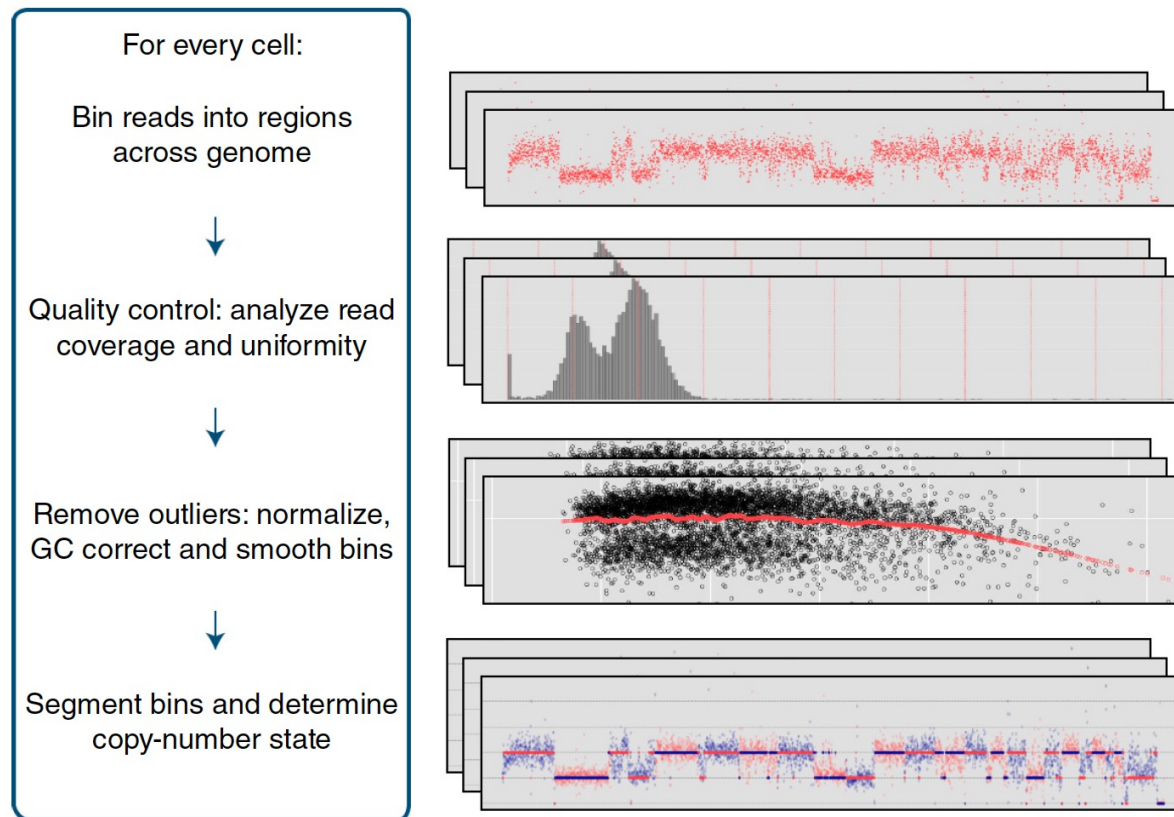 For every cell:
Bin reads into regions
across genome
Quality control: analyze read
coverage and uniformity
Remove outliers: normalize,
GC correct and smooth bins
Segment bins and determine
copy-number state